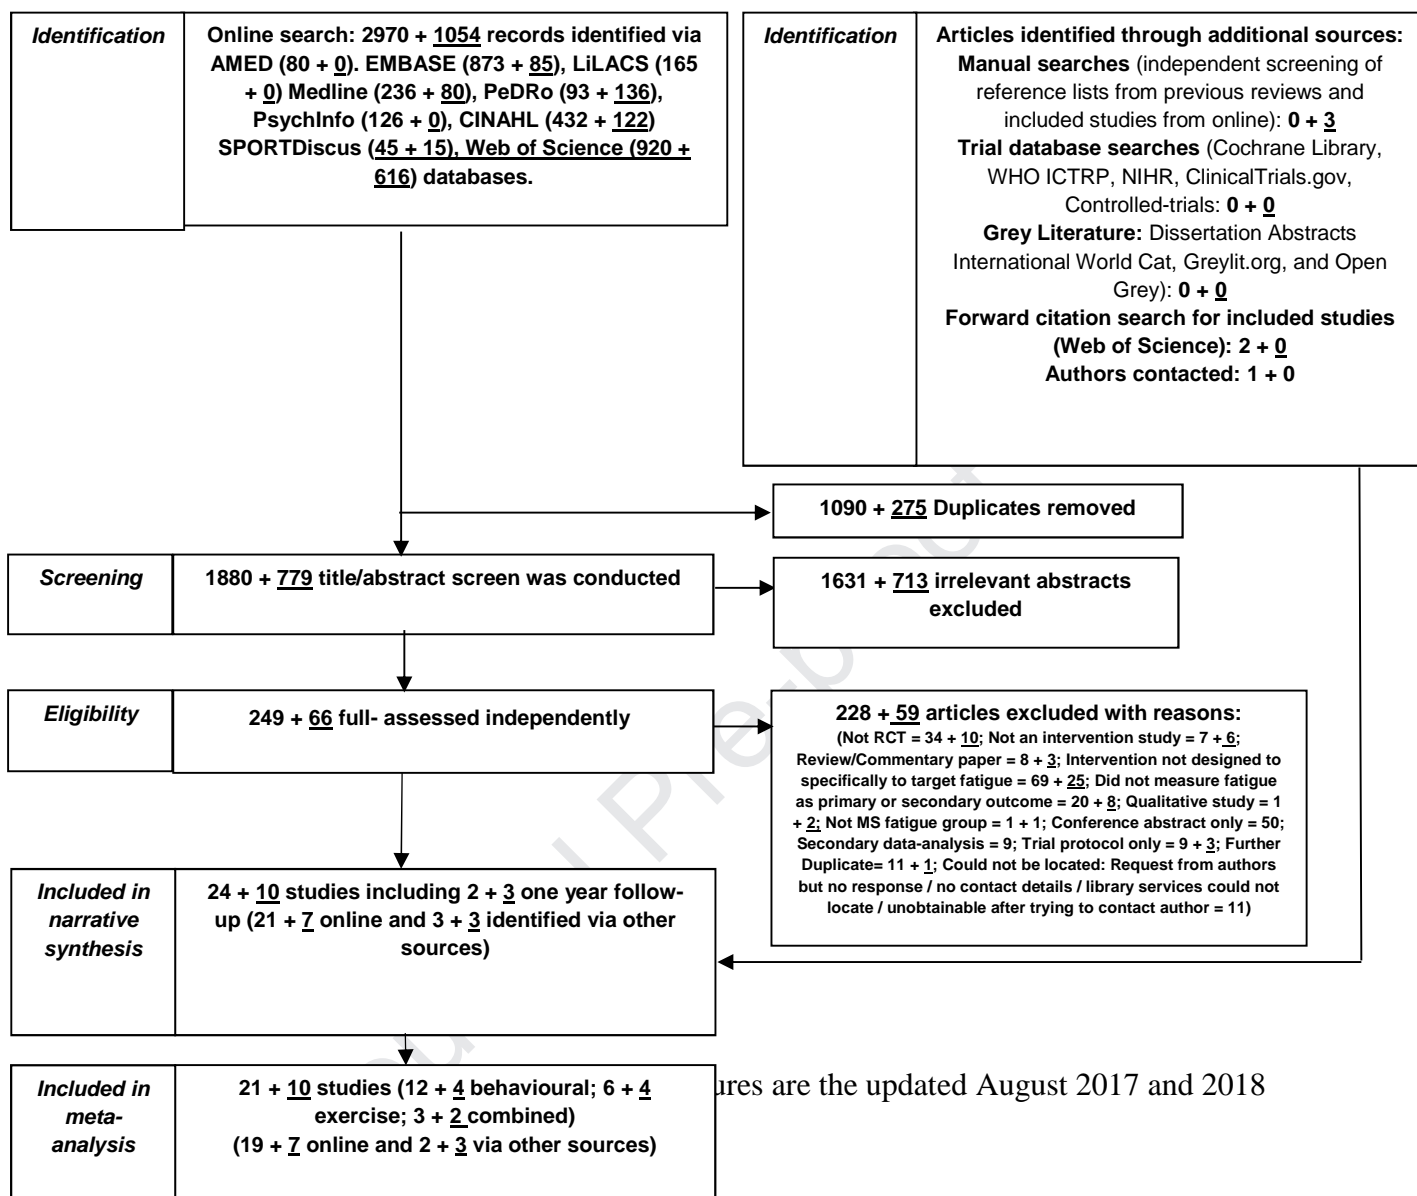 Identification
Online search: 2970 + 1054 records identified via
AMED (80 + 0). EMBASE (873 + 85), LiLACS (165
+ 0) Medline (236 + 80), PeDRo (93 + 136),
PsychInfo (126 + 0), CINAHL (432 + 122)
SPORTDiscus (45 + 15), Web of Science (920 +
616) databases.
Identification
Articles identified through additional sources:
Manual searches (independent screening of
reference lists from previous reviews and
included studies from online): 0 + 3
Trial database searches (Cochrane Library,
WHO ICTRP, NIHR, ClinicalTrials.gov,
Controlled-trials: 0 + 0
Grey Literature: Dissertation Abstracts
International World Cat, Greylit.org, and Open
Grey): 0 + 0
Forward citation search for included studies
(Web of Science): 2 + 0
Authors contacted: 1 + 0
1090 + 275 Duplicates removed
Screening
1880 + 779 title/abstract screen was conducted
1631 + 713 irrelevant abstracts
excluded
Eligibility
249 + 66 full- assessed independently
228 + 59 articles excluded with reasons:
(Not RCT = 34 + 10; Not an intervention study = 7 + 6;
Review/Commentary paper = 8 + 3; Intervention not designed to
specifically to target fatigue = 69 + 25; Did not measure fatigue
as primary or secondary outcome = 20 + 8; Qualitative study = 1
+ 2; Not MS fatigue group = 1 + 1; Conference abstract only = 50;
Secondary data-analysis = 9; Trial protocol only = 9 + 3; Further
Duplicate= 11 + 1; Could not be located: Request from authors
but no response / no contact details / library services could not
locate / unobtainable after trying to contact author = 11)
Included in
narrative
synthesis
24 + 10 studies including 2 + 3 one year follow-
up (21 + 7 online and 3 + 3 identified via other
sources)
Included in
meta-
analysis
21 + 10 studies (12 + 4 behavioural; 6 + 4
exercise; 3 + 2 combined)
(19 + 7 online and 2 + 3 via other sources)
ures are the updated August 2017 and 2018